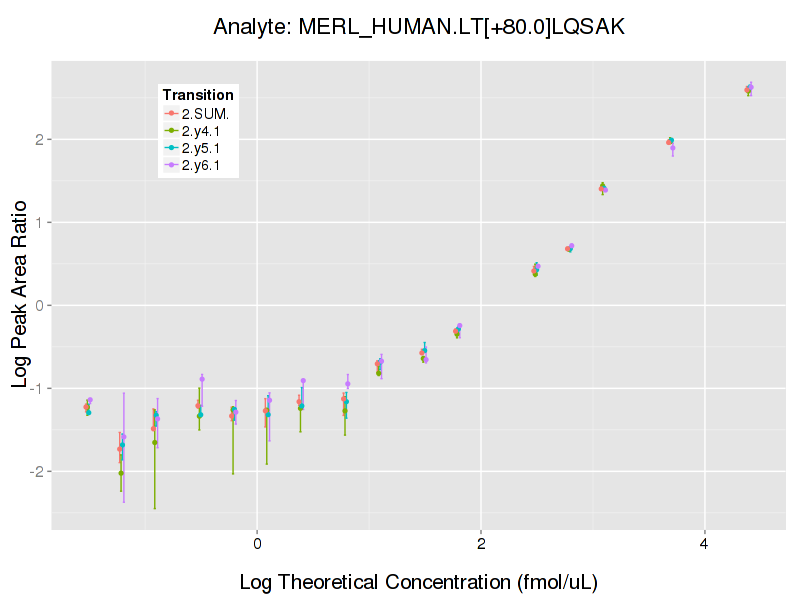 Analyte: MERL_HUMAN.LT[+80.0]LQSAK
Transition
2.SUM.
2.y4.1
2.y5.1
2.y6.1
Log Peak Area Ratio
2
1
0
-1
-2
0 2 4
Log Theoretical Concentration (fmol/uL)